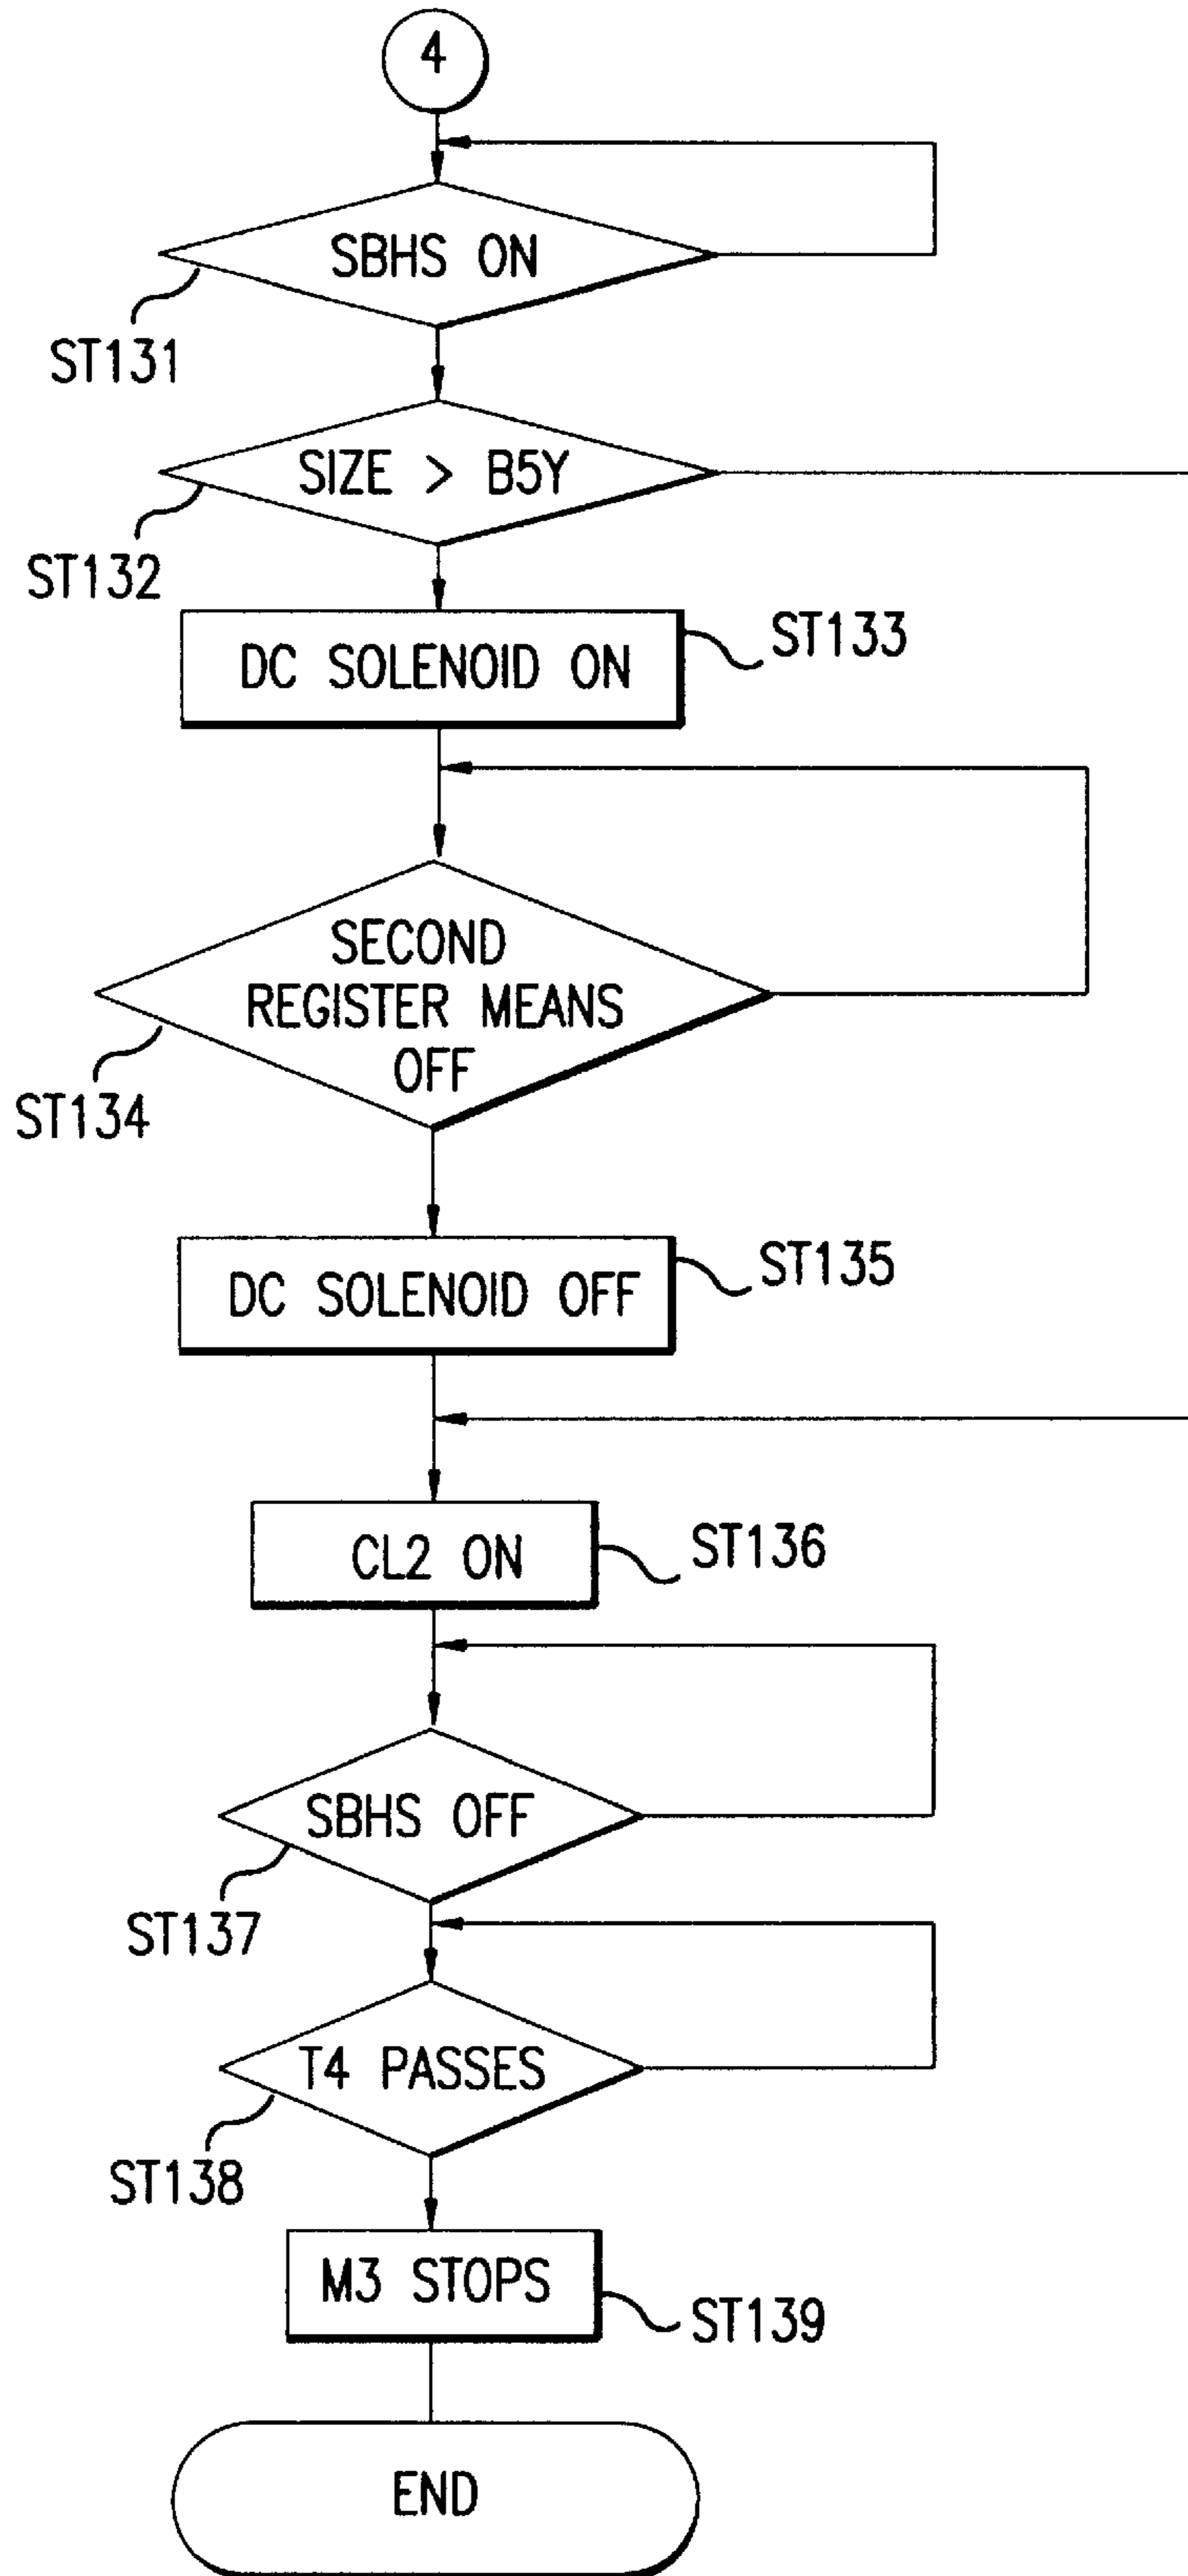 4
SBHS ON
ST131
SIZE > B5Y
ST132
DC SOLENOID ON
ST133
SECOND
REGISTER MEANS
OFF
ST134
DC SOLENOID OFF
ST135
CL2 ON
ST136
SBHS OFF
ST137
T4 PASSES
ST138
M3 STOPS
ST139
END